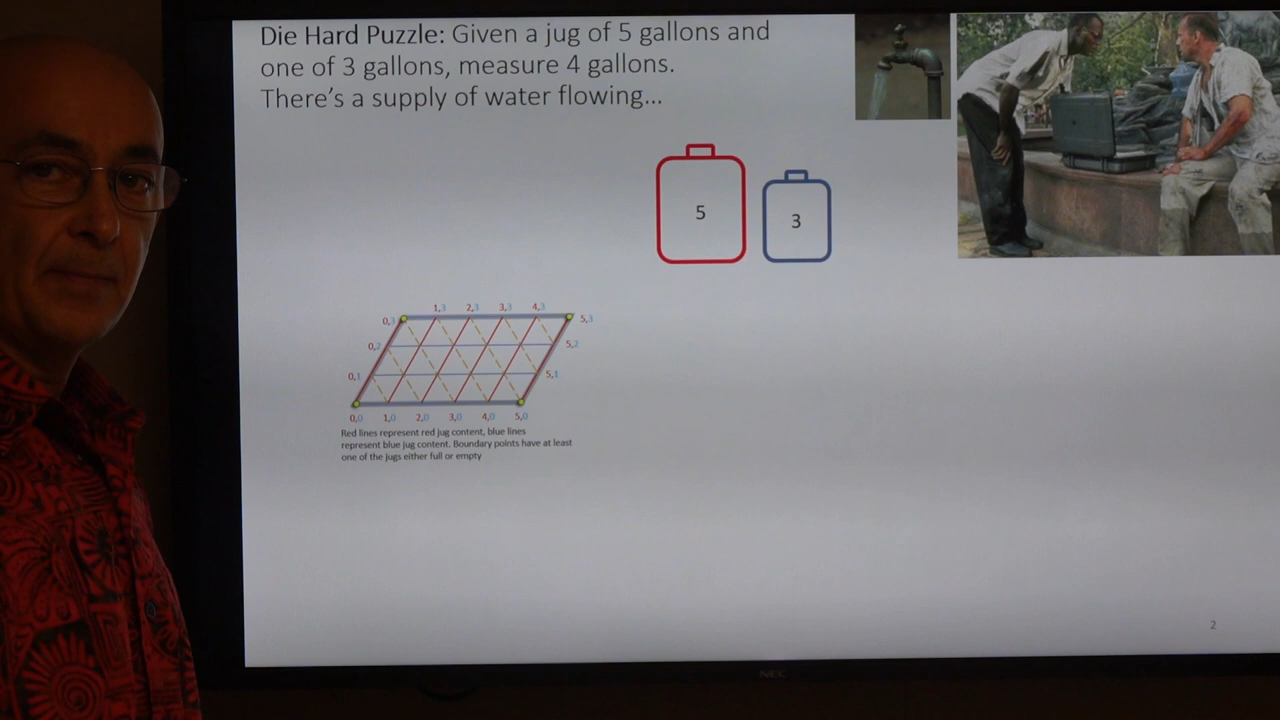 Die Hard Puzzle: Given a jug of 5 gallons and
one of 3 gallons, measure 4 gallons.
There's a supply of water flowing...
5
3
1,3 2,3 3,3 4,3
0,3 5,3
0,2 5,2
0,1 5,1
0,0 1,0 2,0 3,0 4,0 5,0
Red lines represent red jug content, blue lines
represent blue jug content. Boundary points have at least
one of the jugs either full or empty
2
NEC